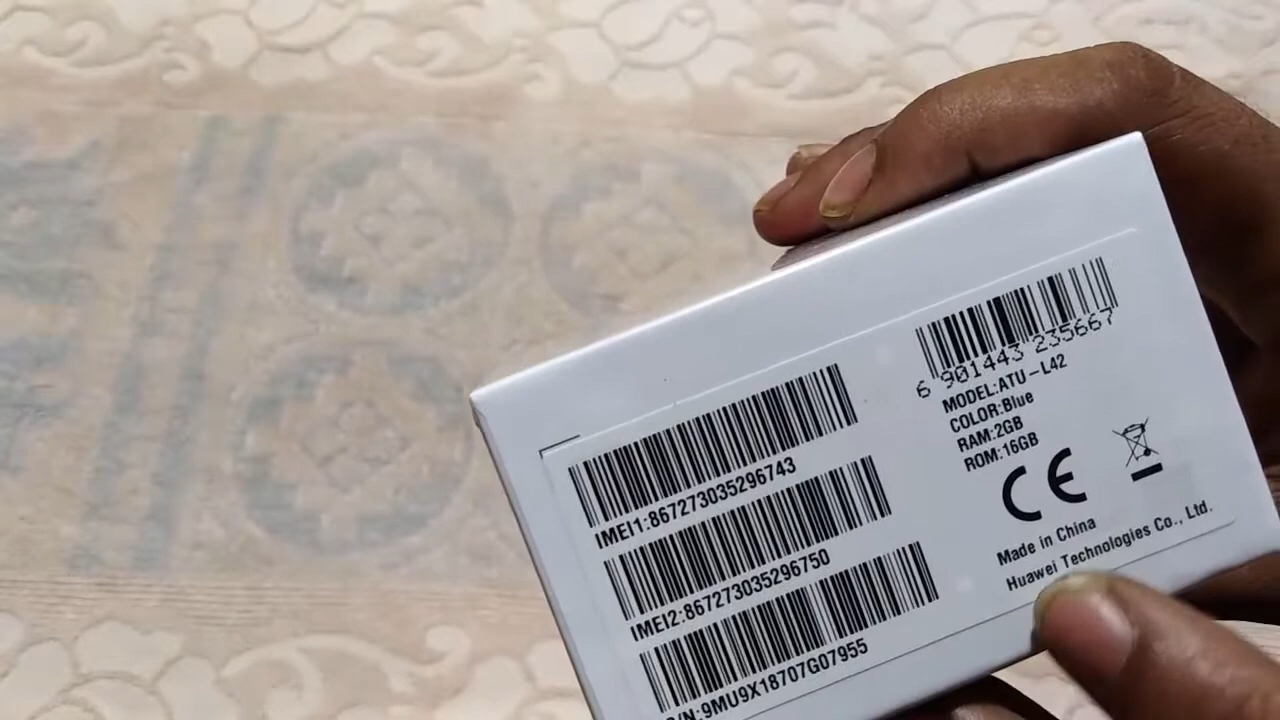 IMEI1:867273035296743
IMEI2:867273035296750
S/N:9MU9X18707G07955
6 901443 235667
MODEL:ATU-L42
COLOR:Blue
RAM:2GB
ROM:16GB
CE
Made in China
Huawei Technologies Co., Ltd.